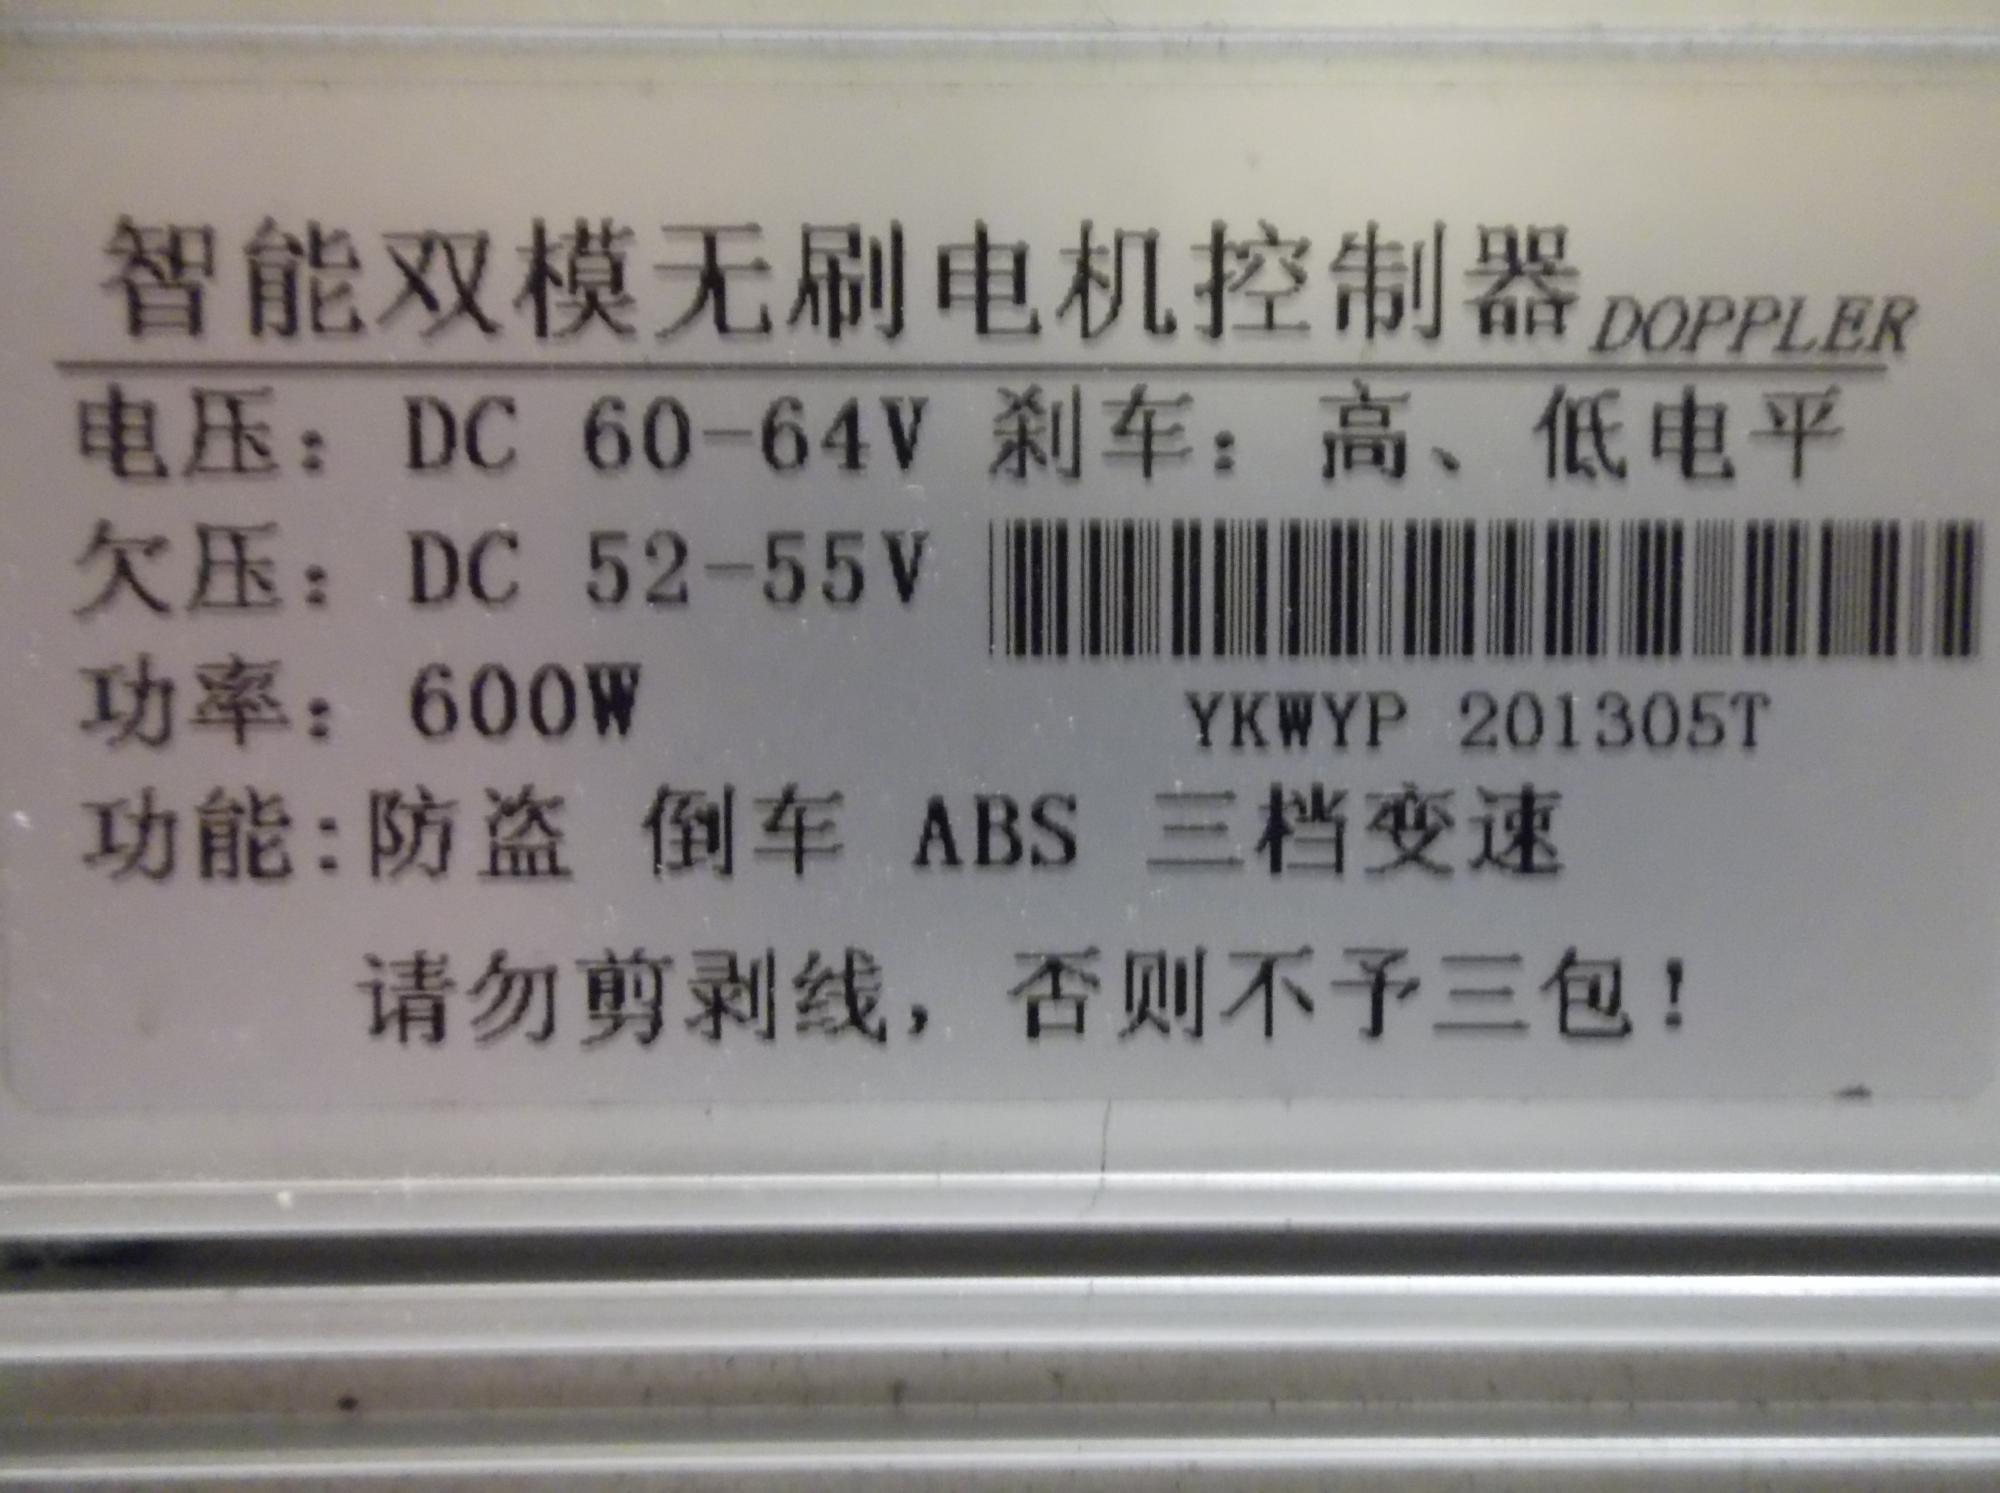 智能双模无刷电机控制器 DOPPLER
电压: DC 60-64V 刹车: 高、低电平
欠压: DC 52-55V
功率: 600W
YKWYP 201305T
功能:防盗 倒车 ABS 三档变速
请勿剪剥线，否则不予三包！